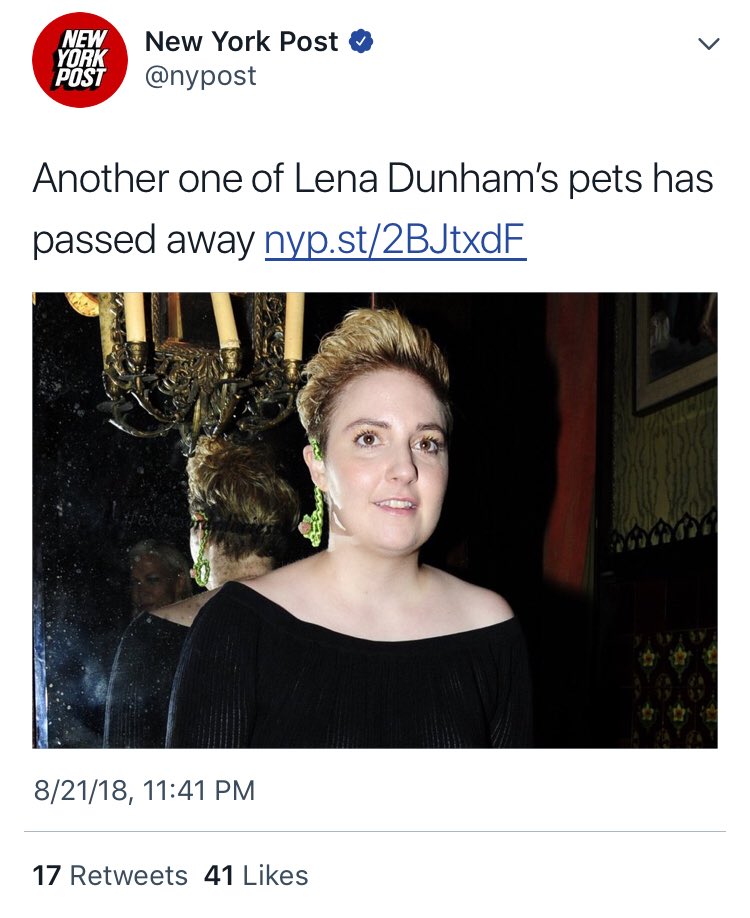 NEW
YORK
POST
New York Post
@nypost
Another one of Lena Dunham’s pets has
passed away nyp.st/2BJtxdF
8/21/18, 11:41 PM
17 Retweets 41 Likes